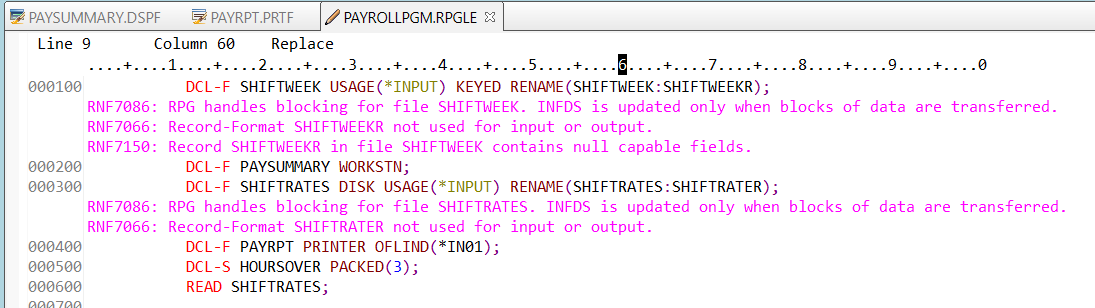 PAYSUMMARY.DSPF PAYRPT.PRTF PAYROLLPGM.RPGLE
Line 9 Column 60 Replace
....+....1....+....2....+....3....+....4....+....5....+....6....+....7....+....8....+....9....+....0
000100 DCL-F SHIFTWEEK USAGE(*INPUT) KEYED RENAME(SHIFTWEEK:SHIFTWEEKR);
RNF7086: RPG handles blocking for file SHIFTWEEK. INFDS is updated only when blocks of data are transferred.
RNF7066: Record-Format SHIFTWEEKR not used for input or output.
RNF7150: Record SHIFTWEEKR in file SHIFTWEEK contains null capable fields.
000200 DCL-F PAYSUMMARY WORKSTN;
000300 DCL-F SHIFTRATES DISK USAGE(*INPUT) RENAME(SHIFTRATES:SHIFTRATER);
RNF7086: RPG handles blocking for file SHIFTRATES. INFDS is updated only when blocks of data are transferred.
RNF7066: Record-Format SHIFTRATER not used for input or output.
000400 DCL-F PAYRPT PRINTER OFLIND(*IN01);
000500 DCL-S HOURSOVER PACKED(3);
000600 READ SHIFTRATES;
000700